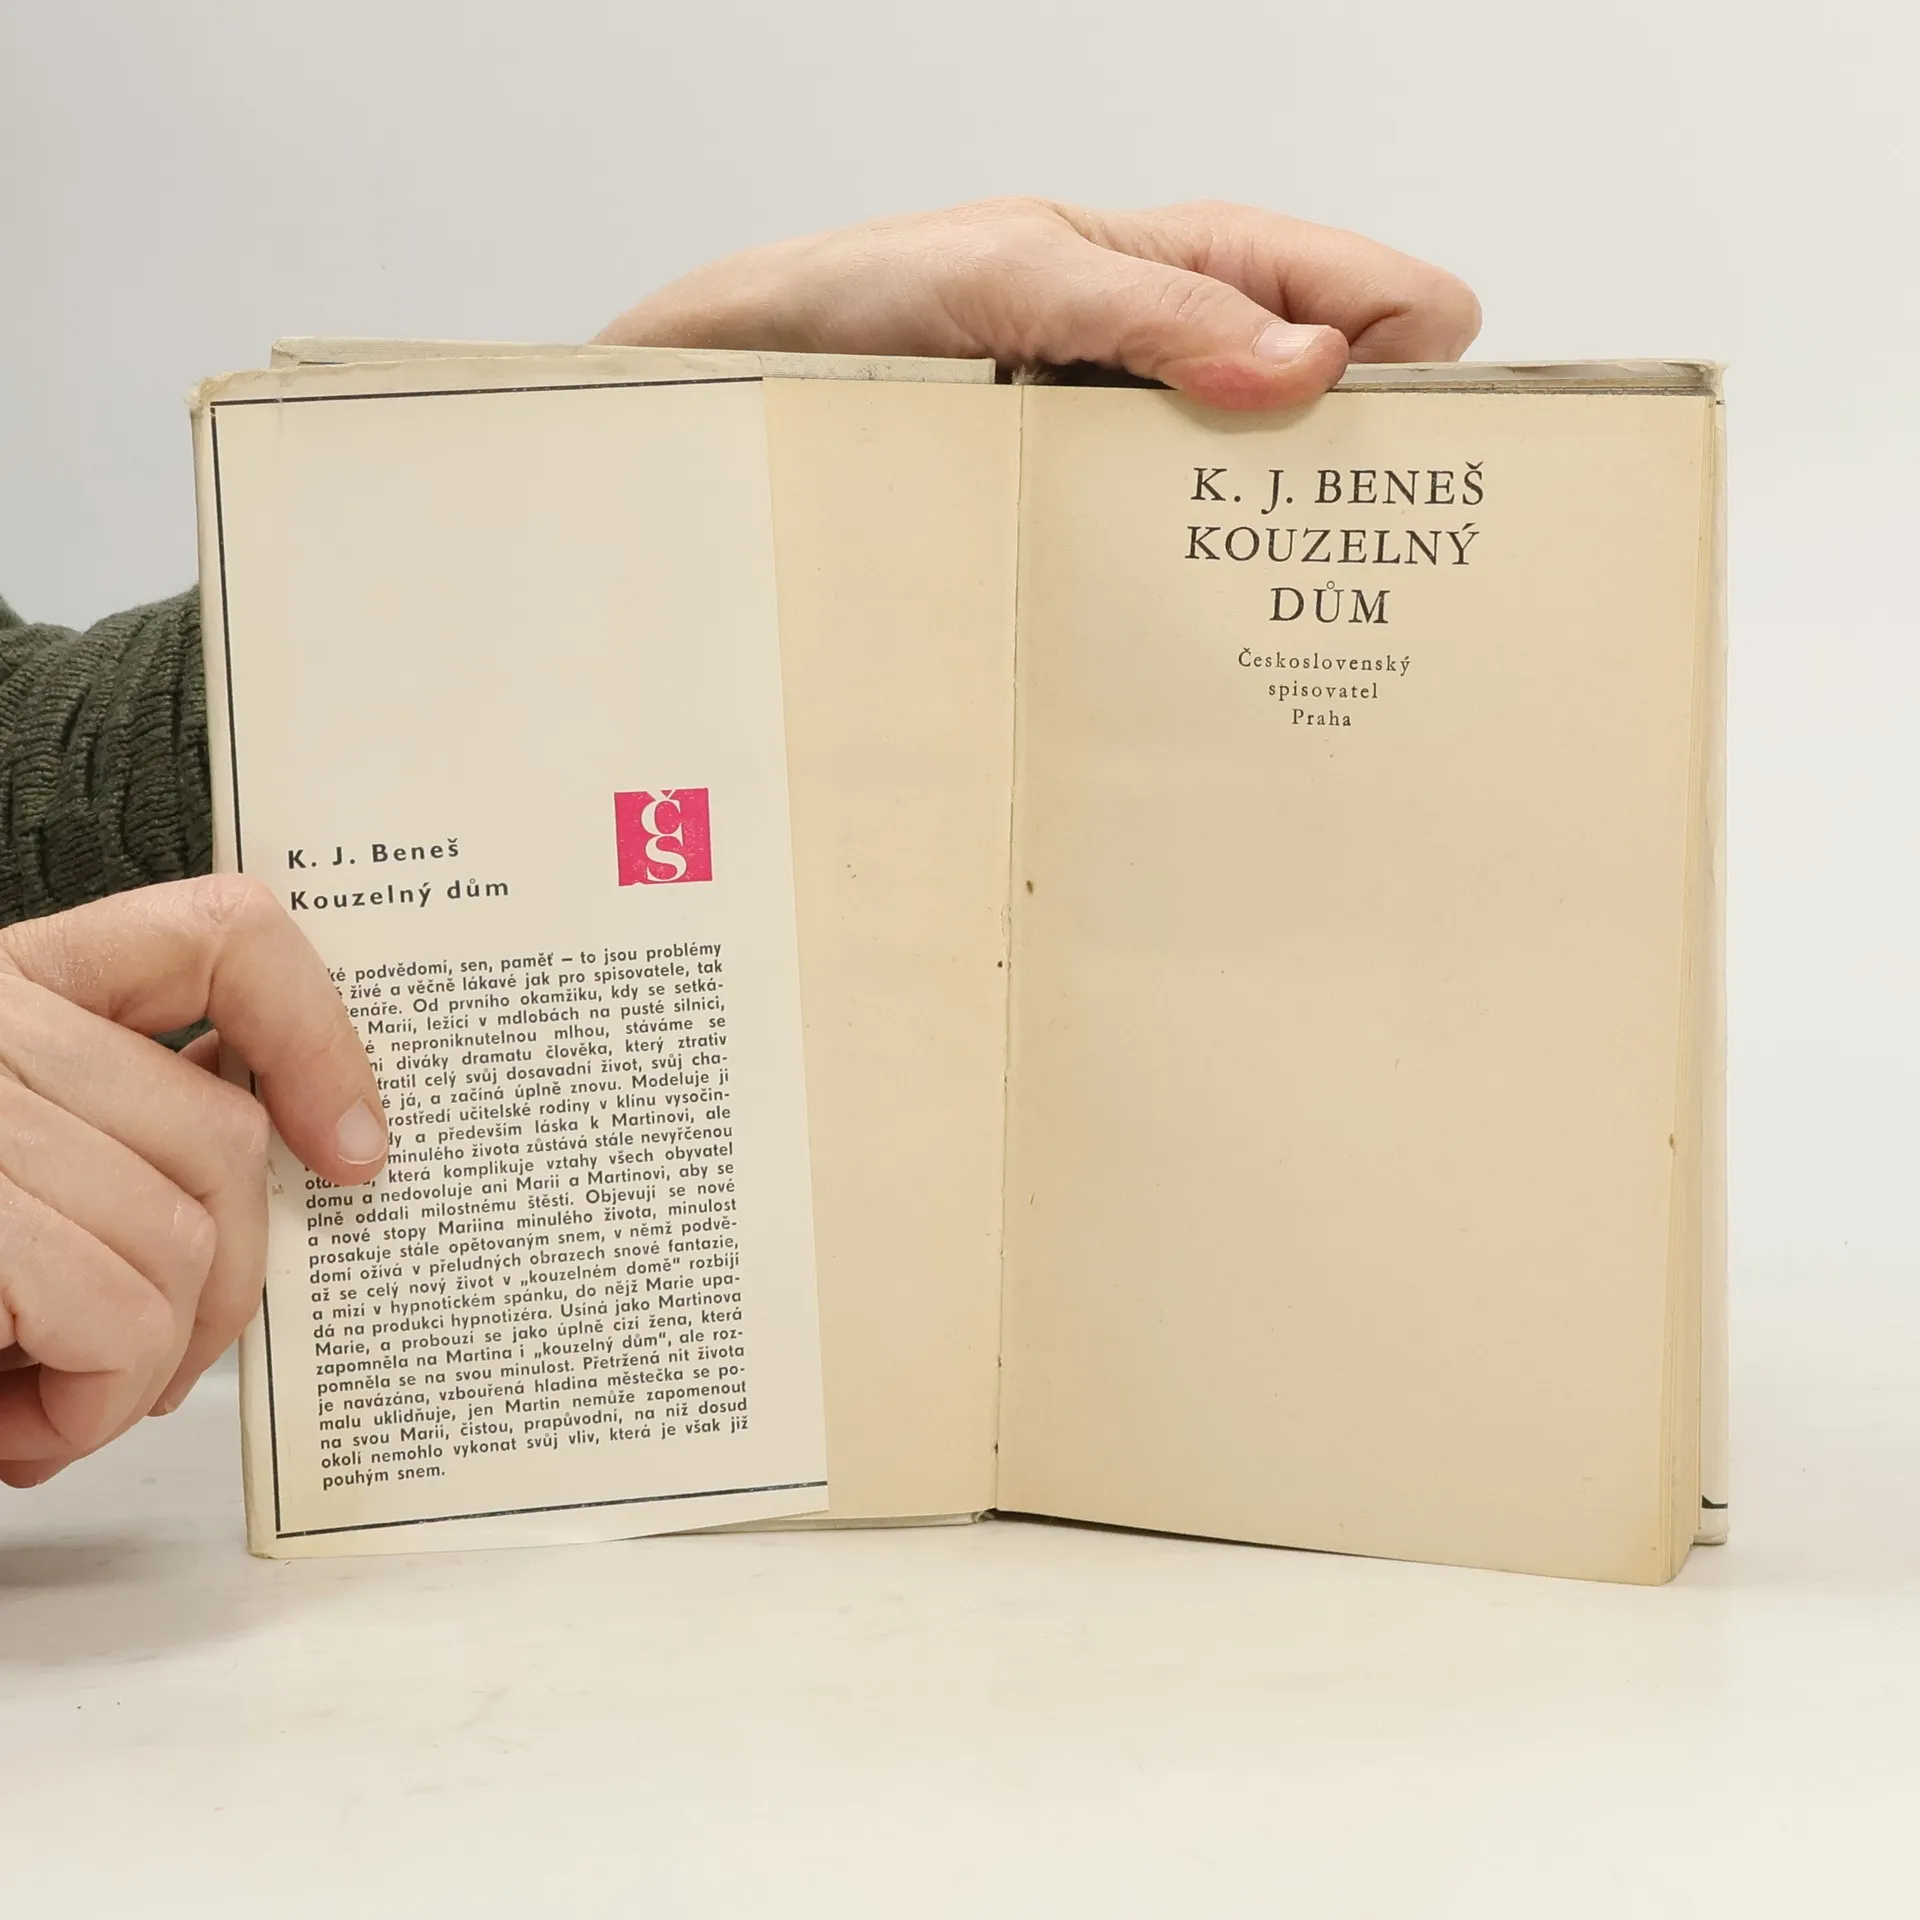 K. J. Beneš
Kouzelný dům
ČS
podvědomí, sen, paměť – to jsou problémy
živé a věčně lákavé jak pro spisovatele, tak
Od prvního okamžiku, kdy se setká-
Marií, ležící v mdlobách na pusté silnici,
neproniknutelnou mlhou, stáváme se
diváky dramatu člověka, který ztrativ
celý svůj dosavadní život, svůj cha-
já, a začíná úplně znovu. Modeluje ji
učitelské rodiny v klínu vysočin-
a především láska k Martinovi, ale
minulého života zůstává stále nevyřčenou
která komplikuje vztahy všech obyvatel
domu a nedovoluje ani Marii a Martinovi, aby se
plně oddali milostnému štěstí. Objevují se nové
a nové stopy Mariina minulého života, minulost
prosakuje stále opětovaným snem, v němž podvě-
domí ožívá v přeludných obrazech snové fantazie,
až se celý nový život v „kouzelném domě“ rozbíjí
a mizí v hypnotickém spánku, do nějž Marie upa-
dá na produkci hypnotizéra. Usíná jako Martinova
Marie, a probouzí se jako úplně cizí žena, která
zapomněla na Martina i „kouzelný dům“, ale roz-
pomněla se na svou minulost. Přetržená nit života
je navázána, vzbouřená hladina městečka se po-
malu uklidňuje, jen Martin nemůže zapomenout
na svou Marii, čistou, prapůvodní, na niž dosud
okolí nemohlo vykonat svůj vliv, která je však již
pouhým snem.
K. J. BENEŠ
KOUZELNÝ
DŮM
Československý
spisovatel
Praha